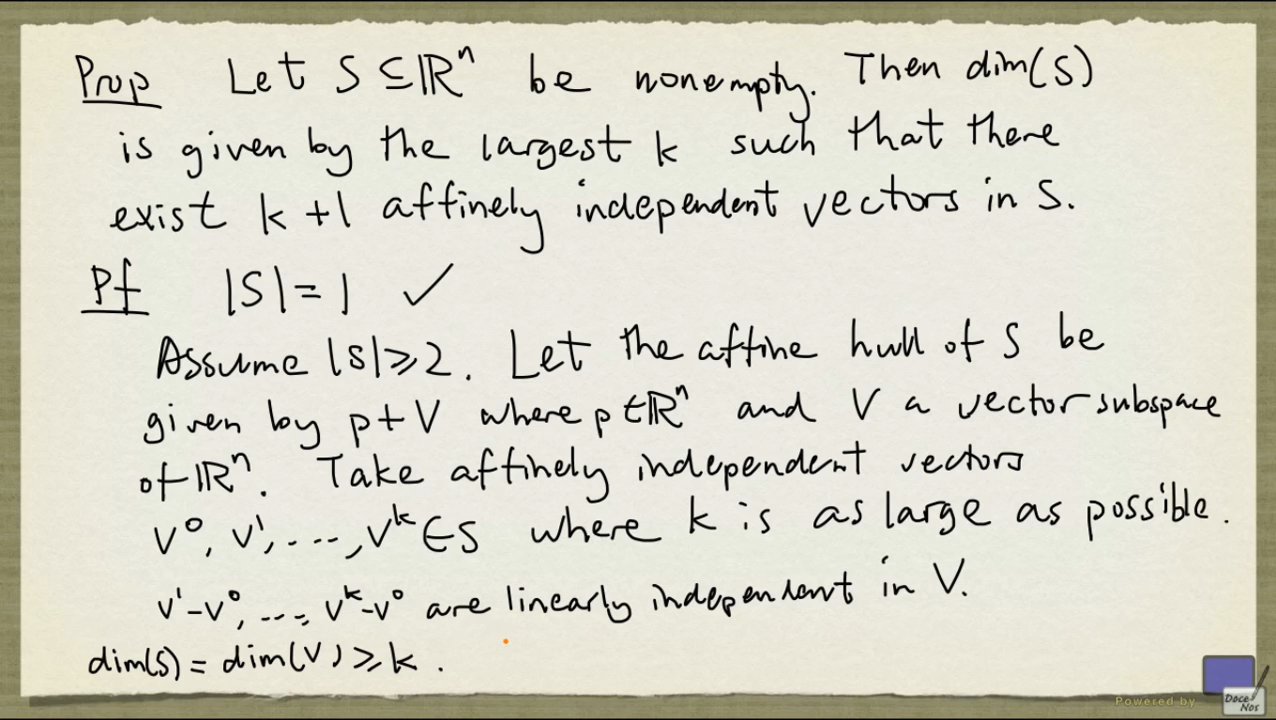 Prop Let S ⊆ ℝⁿ be nonempty. Then dim(S)
is given by the largest k such that there
exist k+1 affinely independent vectors in S.
Pf |S| = 1 ✓
Assume |S| ≥ 2. Let the affine hull of S be
given by p+V where p ∈ ℝⁿ and V a vector subspace
of ℝⁿ. Take affinely independent vectors
v⁰, v¹, ..., vᵏ ∈ S where k is as large as possible.
v¹-v⁰, ..., vᵏ-v⁰ are linearly independent in V.
dim(S) = dim(V) ≥ k.
Powered by
Doce
Nos